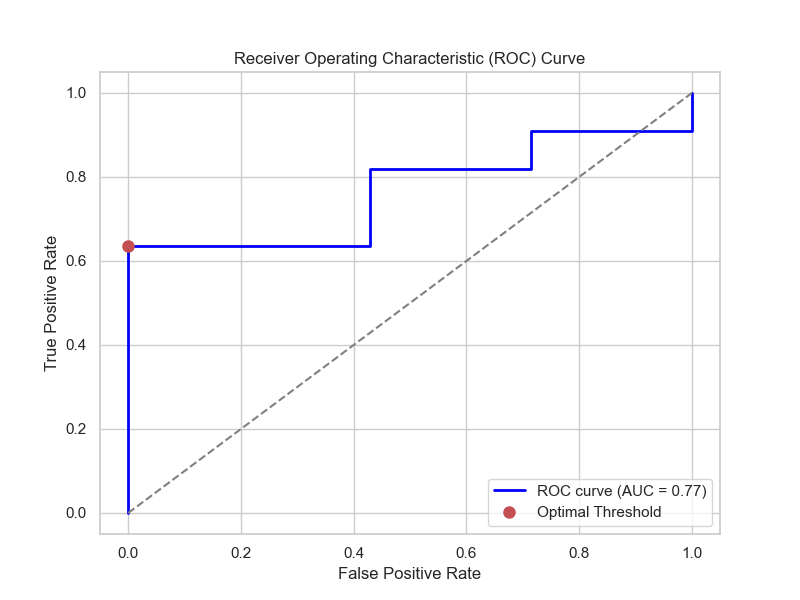 Receiver Operating Characteristic (ROC) Curve
True Positive Rate
1.0
0.8
0.6
0.4
0.2
0.0
0.0 0.2 0.4 0.6 0.8 1.0
False Positive Rate
ROC curve (AUC = 0.77)
Optimal Threshold